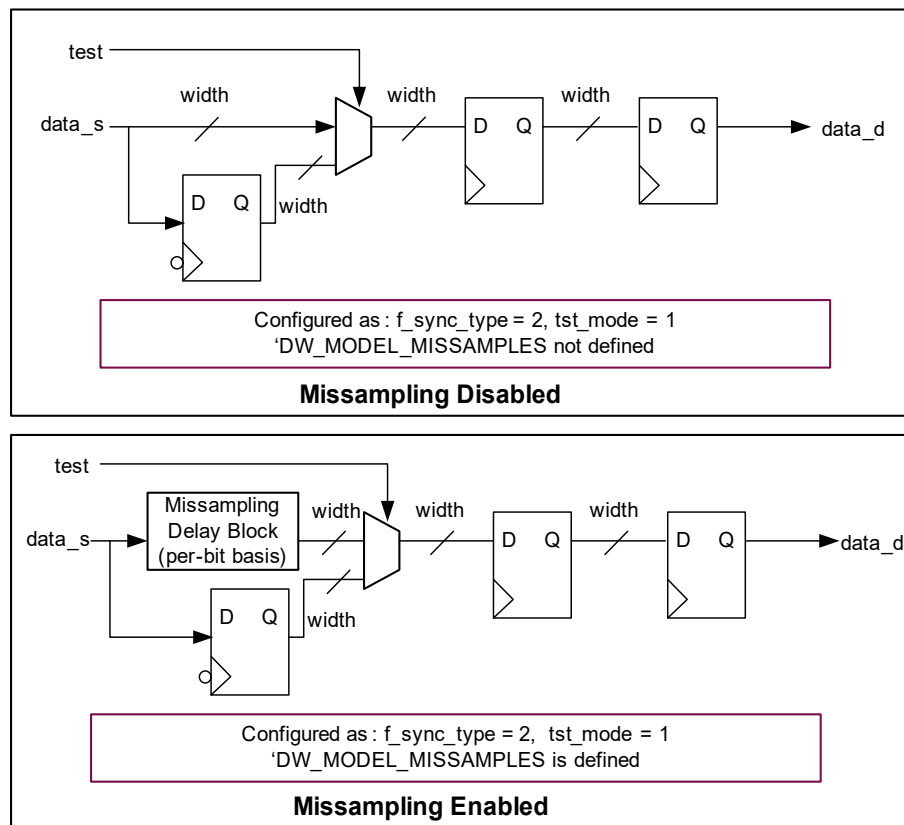 test
width
width
width
data_s
D Q
D Q
data_d
D Q
width
Configured as : f_sync_type = 2, tst_mode = 1
‘DW_MODEL_MISSAMPLES not defined
Missampling Disabled
test
Missampling
Delay Block
(per-bit basis)
width
width
width
data_s
D Q
D Q
data_d
D Q
width
Configured as : f_sync_type = 2, tst_mode = 1
‘DW_MODEL_MISSAMPLES is defined
Missampling Enabled